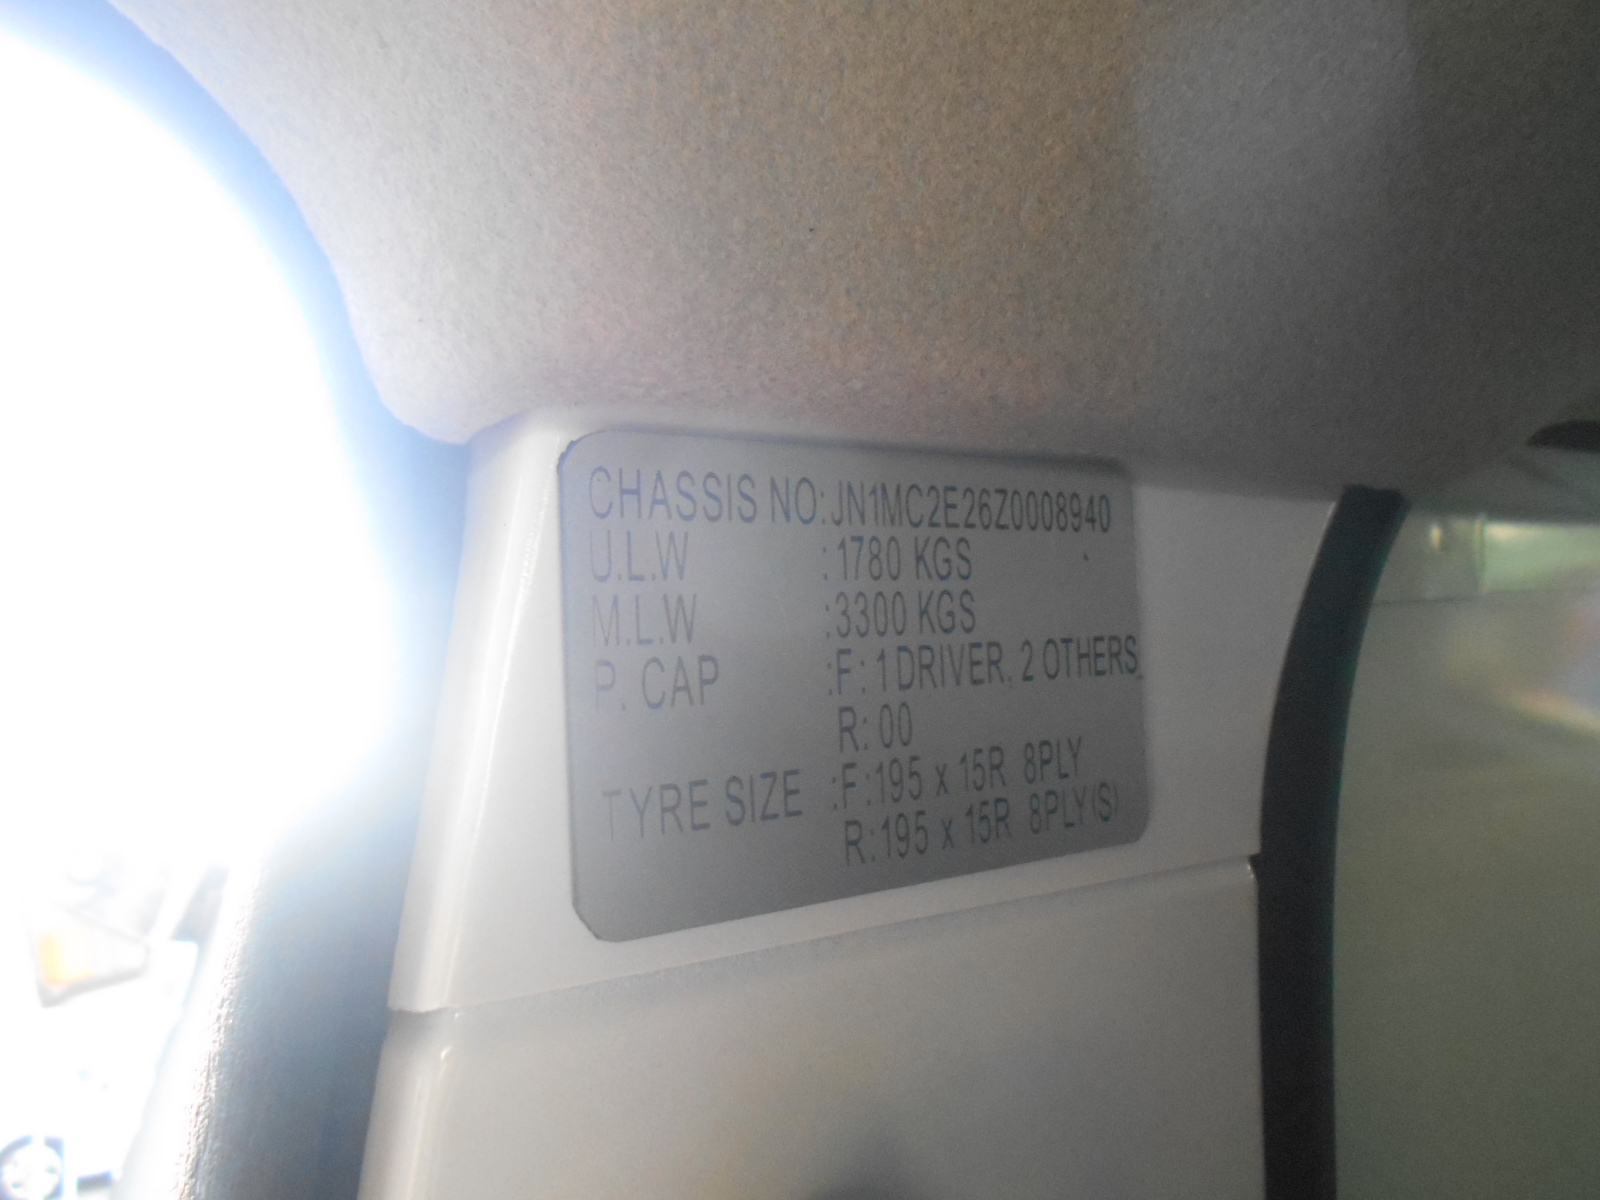 CHASSIS NO: JN1MC2E26Z0008940
U.L.W : 1780 KGS
M.L.W : 3300 KGS
P. CAP : F: 1 DRIVER, 2 OTHERS,
R: 00
TYRE SIZE : F: 195 x 15R 8PLY
R: 195 x 15R 8PLY(S)